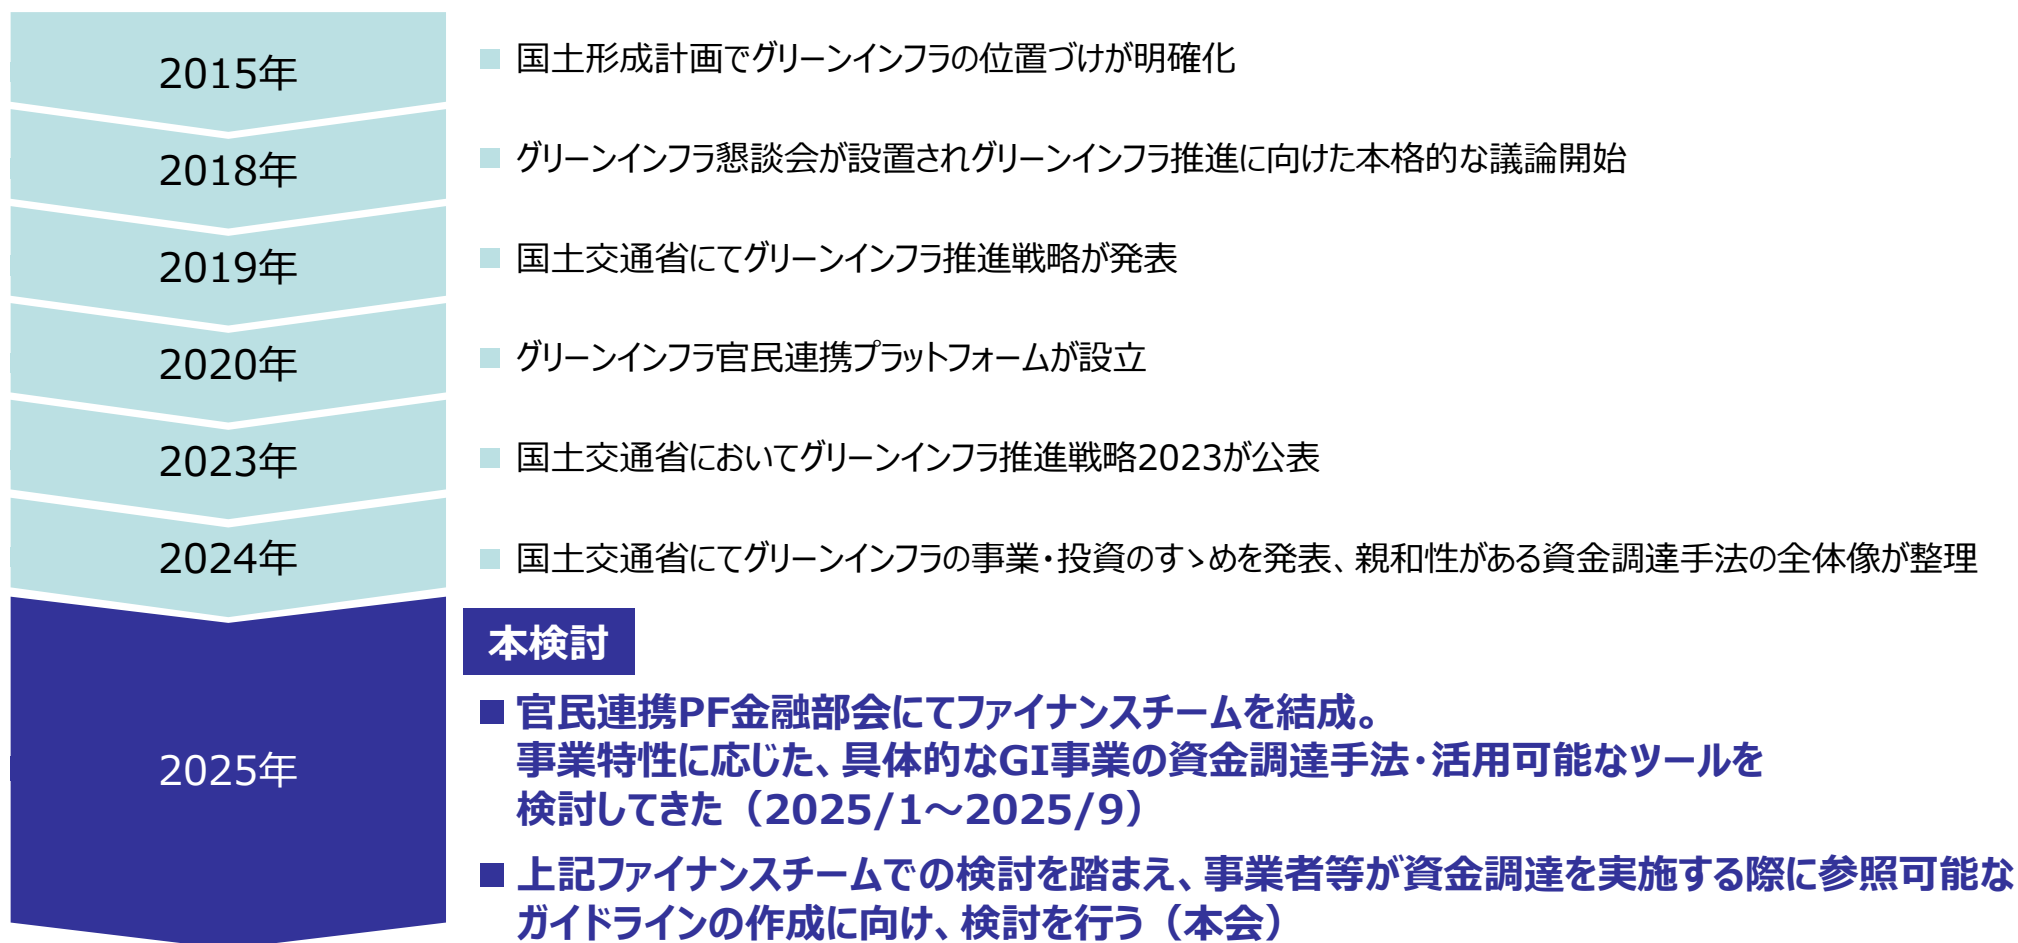 2015年
国土形成計画でグリーンインフラの位置づけが明確化
2018年
グリーンインフラ懇談会が設置されグリーンインフラ推進に向けた本格的な議論開始
2019年
国土交通省にてグリーンインフラ推進戦略が発表
2020年
グリーンインフラ官民連携プラットフォームが設立
2023年
国土交通省においてグリーンインフラ推進戦略2023が公表
2024年
国土交通省にてグリーンインフラの事業・投資のすゝめを発表、親和性がある資金調達手法の全体像が整理
2025年
本検討
官民連携PF金融部会にてファイナンスチームを結成。
事業特性に応じた、具体的なGI事業の資金調達手法・活用可能なツールを
検討してきた（2025/1～2025/9）
上記ファイナンスチームでの検討を踏まえ、事業者等が資金調達を実施する際に参照可能な
ガイドラインの作成に向け、検討を行う（本会）